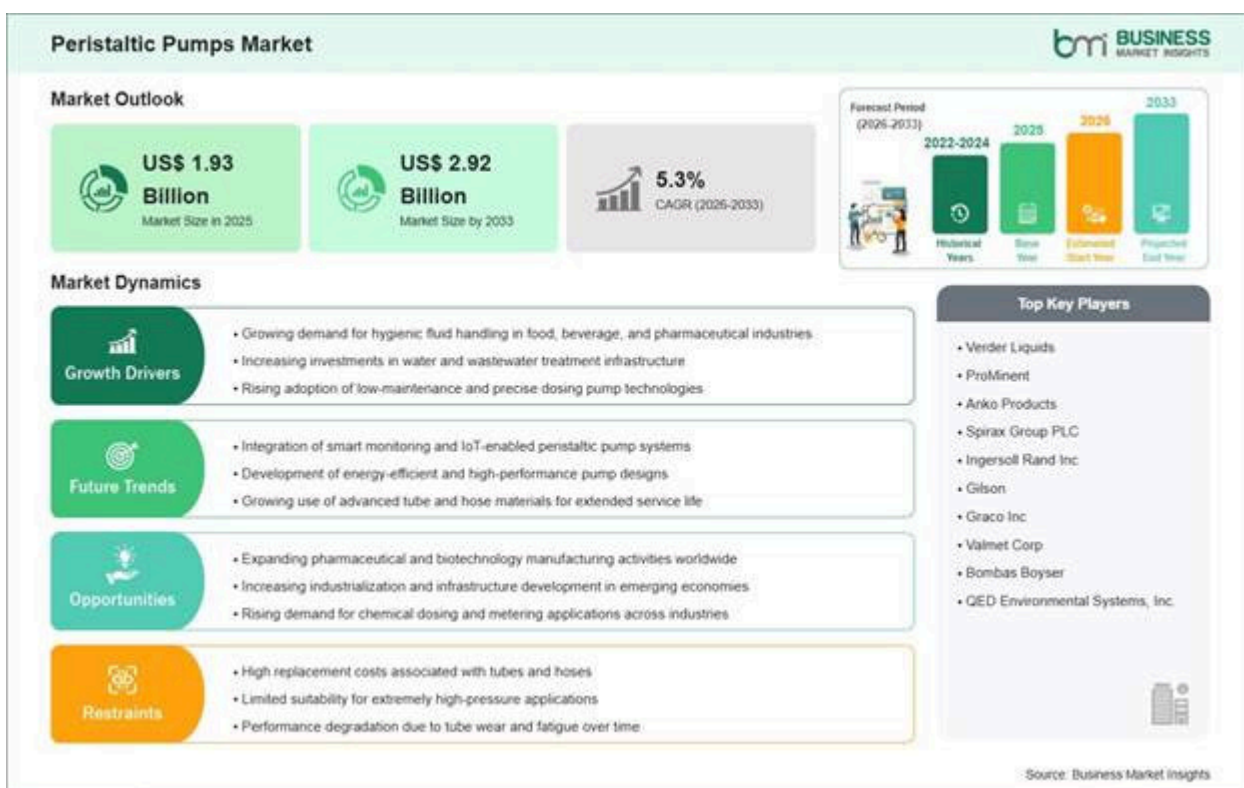 Peristaltic Pumps Market
bmi BUSINESS
MARKET INSIGHTS
Market Outlook
US$ 1.93
Billion
Market Size in 2025
US$ 2.92
Billion
Market Size by 2033
5.3%
CAGR (2026-2033)
Forecast Period
(2026-2033)
2022-2024
2025
2026
2033
Historical
Years
Base
Year
Estimated
Start Year
Projected
End Year
Market Dynamics
Growth Drivers
• Growing demand for hygienic fluid handling in food, beverage, and pharmaceutical industries
• Increasing investments in water and wastewater treatment infrastructure
• Rising adoption of low-maintenance and precise dosing pump technologies
Future Trends
• Integration of smart monitoring and IoT-enabled peristaltic pump systems
• Development of energy-efficient and high-performance pump designs
• Growing use of advanced tube and hose materials for extended service life
Opportunities
• Expanding pharmaceutical and biotechnology manufacturing activities worldwide
• Increasing industrialization and infrastructure development in emerging economies
• Rising demand for chemical dosing and metering applications across industries
Restraints
• High replacement costs associated with tubes and hoses
• Limited suitability for extremely high-pressure applications
• Performance degradation due to tube wear and fatigue over time
Top Key Players
• Verder Liquids
• ProMinent
• Anko Products
• Spirax Group PLC
• Ingersoll Rand Inc
• Gilson
• Graco Inc
• Valmet Corp
• Bombas Boyser
• QED Environmental Systems, Inc.
Source: Business Market Insights